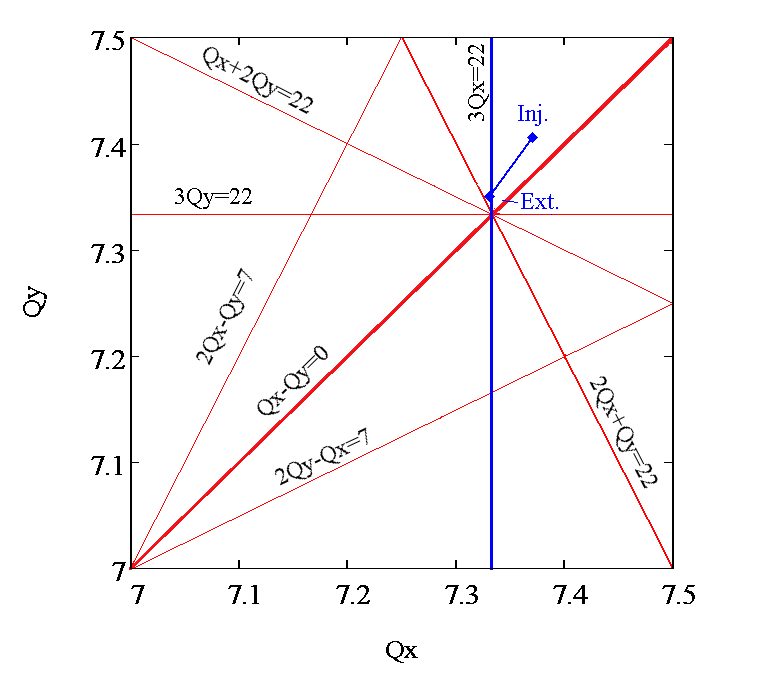 7.5
Qx+2Qy=22
3Qx=22
Inj.
7.4
3Qy=22
Ext.
7.3
2Qx-Qy=7
Qy
Qx-Qy=0
7.2
2Qx+Qy=22
2Qy-Qx=7
7.1
7
7 7.1 7.2 7.3 7.4 7.5
Qx